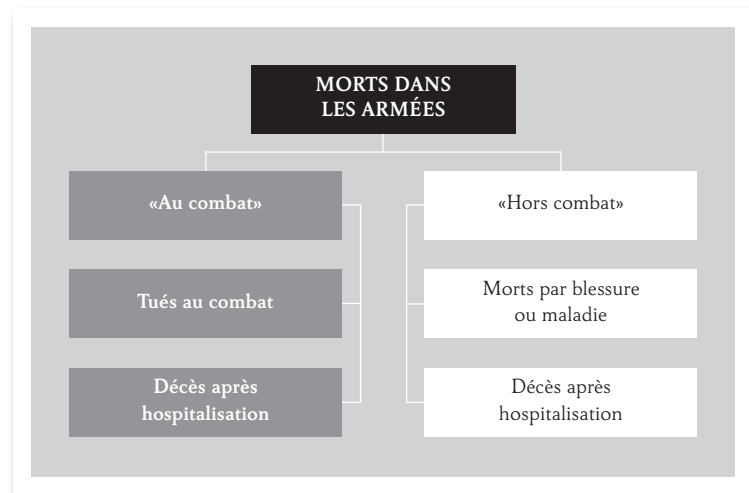 MORTS DANS
LES ARMÉES
«Au combat»
«Hors combat»
Tués au combat
Morts par blessure
ou maladie
Décès après
hospitalisation
Décès après
hospitalisation